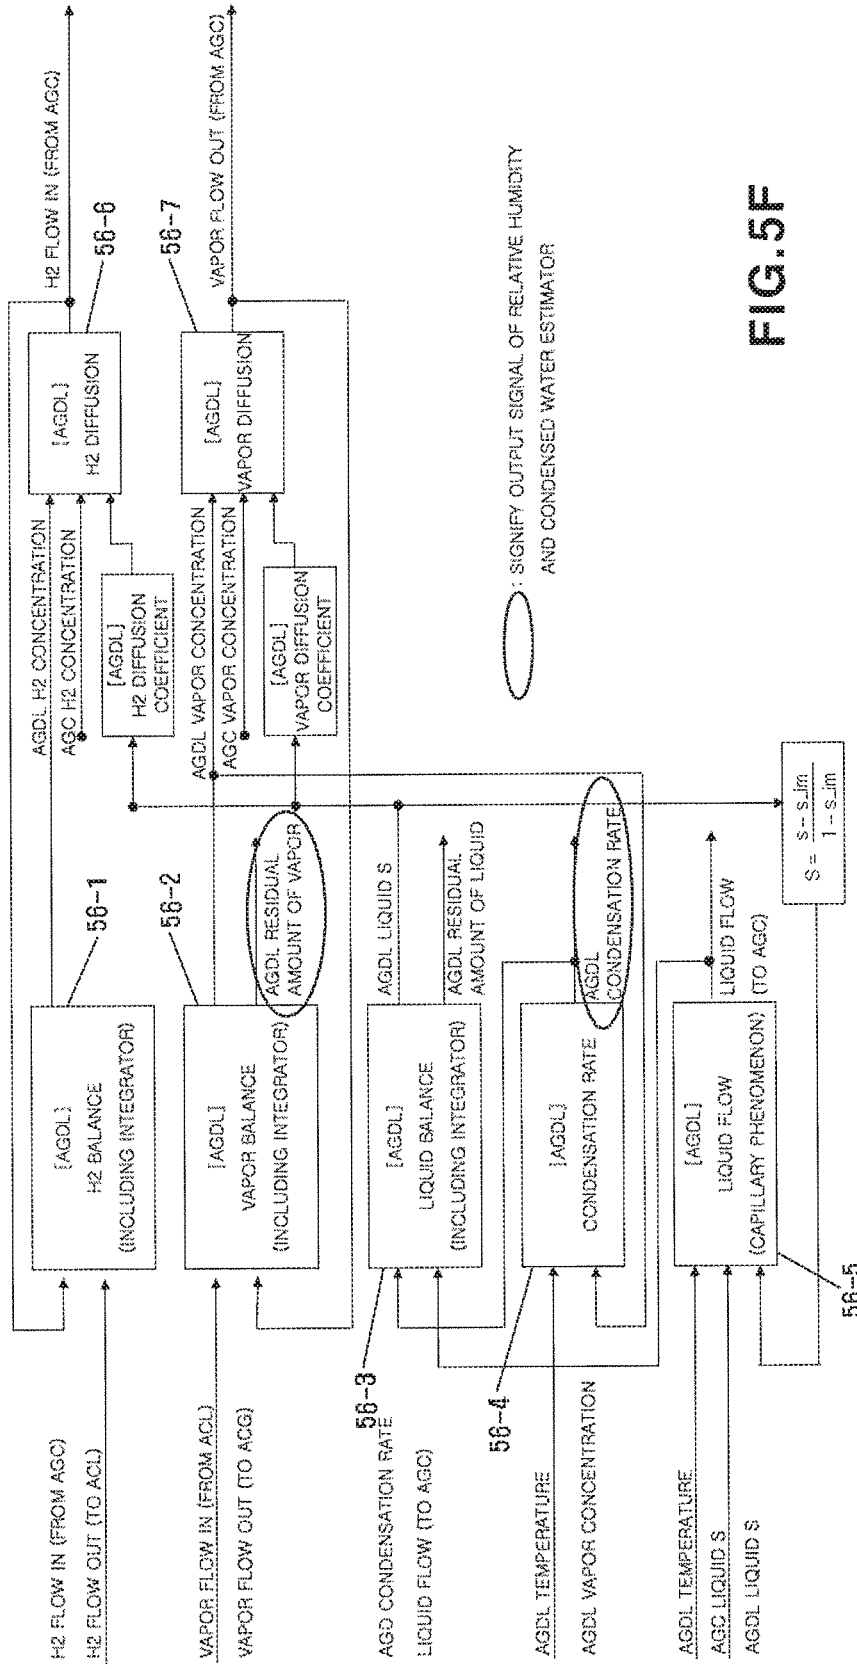 H2 FLOW IN (FROM AGC)
H2 FLOW OUT (TO ACL)
[AGDL]
H2 BALANCE
(INCLUDING INTEGRATOR)
56-1
AGDL H2 CONCENTRATION
AGC H2 CONCENTRATION
[AGDL]
H2 DIFFUSION
COEFFICIENT
[AGDL]
H2 DIFFUSION
56-6
H2 FLOW IN (FROM AGC)
VAPOR FLOW IN (FROM ACL)
VAPOR FLOW OUT (TO ACG)
[AGDL]
VAPOR BALANCE
(INCLUDING INTEGRATOR)
56-2
AGDL RESIDUAL
AMOUNT OF VAPOR
AGDL VAPOR CONCENTRATION
AGC VAPOR CONCENTRATION
[AGDL]
VAPOR DIFFUSION
COEFFICIENT
[AGDL]
VAPOR DIFFUSION
56-7
VAPOR FLOW OUT (FROM AGC)
AGD CONDENSATION RATE
LIQUID FLOW (TO AGC)
56-3
[AGDL]
LIQUID BALANCE
(INCLUDING INTEGRATOR)
AGDL LIQUID S
AGDL RESIDUAL
AMOUNT OF LIQUID
AGDL TEMPERATURE
AGDL VAPOR CONCENTRATION
56-4
[AGDL]
CONDENSATION RATE
AGDL
CONDENSATION RATE
: SIGNIFY OUTPUT SIGNAL OF RELATIVE HUMIDITY
AND CONDENSED WATER ESTIMATOR
AGDL TEMPERATURE
AGC LIQUID S
AGDL LIQUID S
[AGDL]
LIQUID FLOW
(CAPILLARY PHENOMENON)
56-5
LIQUID FLOW
(TO AGC)
S = s - s_im / 1 - s_im
FIG.5F